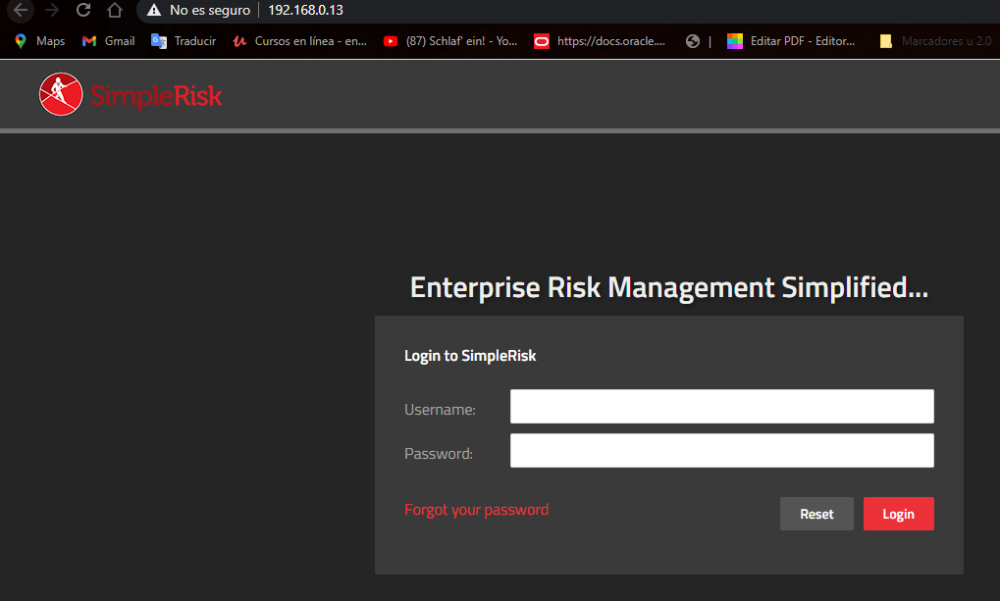 No es seguro 192.168.0.13
Maps Gmail Traducir Cursos en línea - en... (87) Schlaf' ein! - Yo... https://docs.oracle.... | Editar PDF - Editor... Marcadores u 2.0
SimpleRisk
Enterprise Risk Management Simplified...
Login to SimpleRisk
Username:
Password:
Forgot your password Reset Login